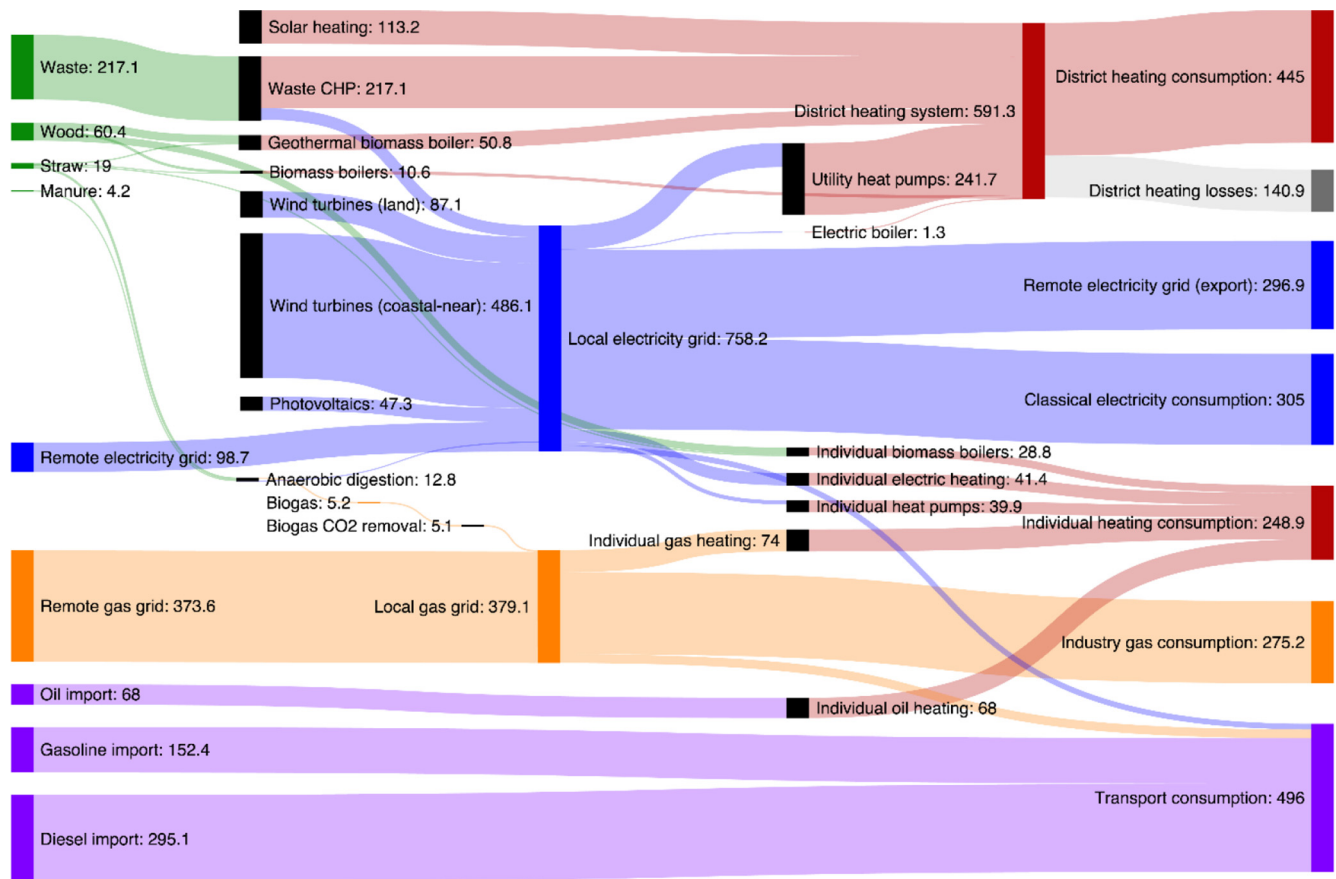 Solar heating: 113.2
Waste: 217.1
Waste CHP: 217.1
District heating consumption: 445
District heating system: 591.3
Wood: 60.4
Geothermal biomass boiler: 50.8
Straw: 19
Biomass boilers: 10.6
Utility heat pumps: 241.7
Manure: 4.2
District heating losses: 140.9
Wind turbines (land): 87.1
Electric boiler: 1.3
Remote electricity grid (export): 296.9
Wind turbines (coastal-near): 486.1
Local electricity grid: 758.2
Classical electricity consumption: 305
Photovoltaics: 47.3
Remote electricity grid: 98.7
Individual biomass boilers: 28.8
Anaerobic digestion: 12.8
Individual electric heating: 41.4
Biogas: 5.2
Individual heat pumps: 39.9
Biogas CO2 removal: 5.1
Individual heating consumption: 248.9
Individual gas heating: 74
Remote gas grid: 373.6
Local gas grid: 379.1
Industry gas consumption: 275.2
Oil import: 68
Individual oil heating: 68
Gasoline import: 152.4
Transport consumption: 496
Diesel import: 295.1